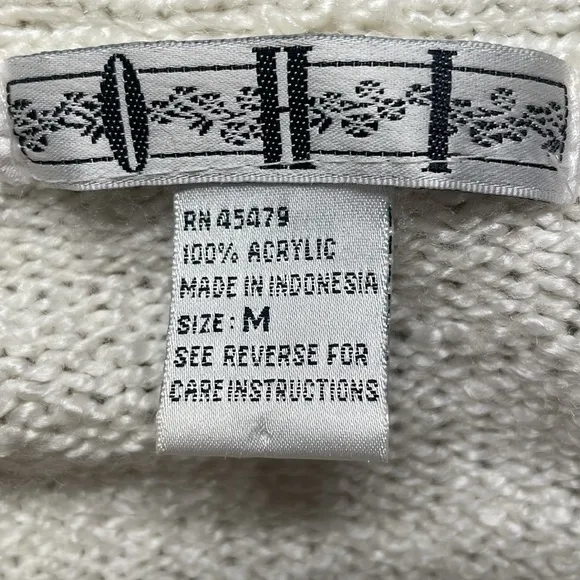 OHI
RN 45479
100% ACRYLIC
MADE IN INDONESIA
SIZE: M
SEE REVERSE FOR
CARE INSTRUCTIONS